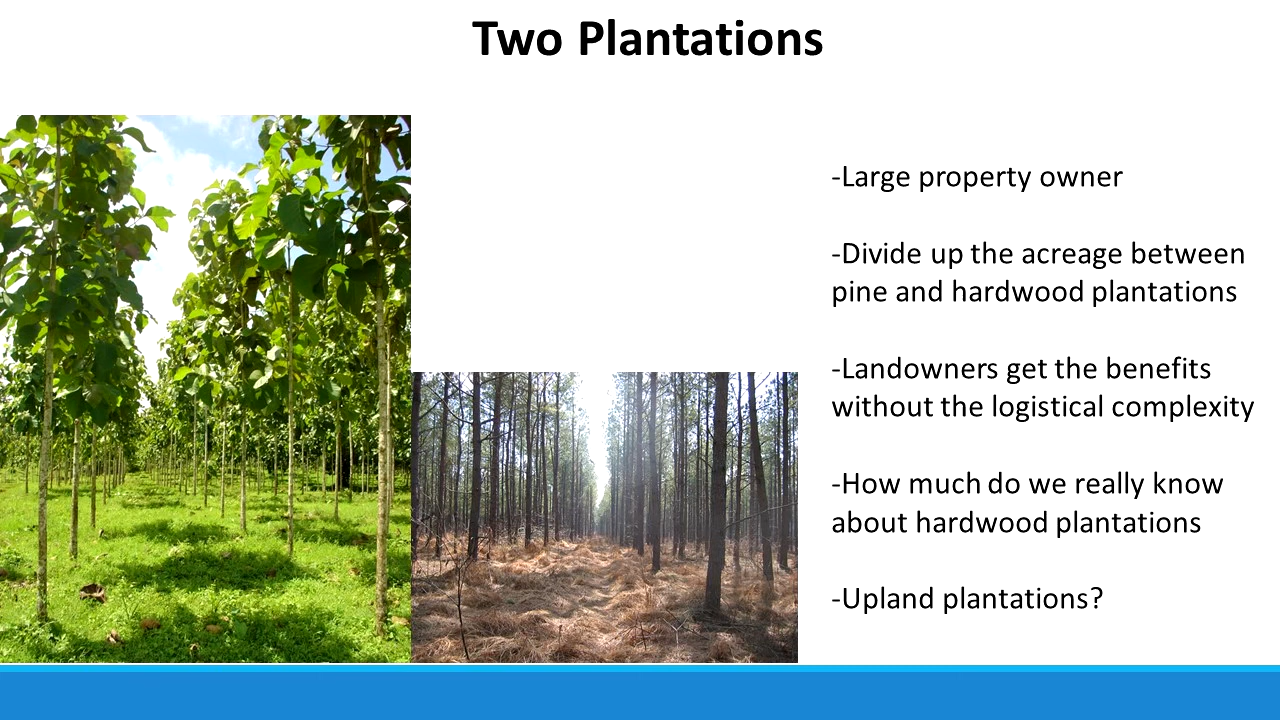 Two Plantations
-Large property owner
-Divide up the acreage between
pine and hardwood plantations
-Landowners get the benefits
without the logistical complexity
-How much do we really know
about hardwood plantations
-Upland plantations?